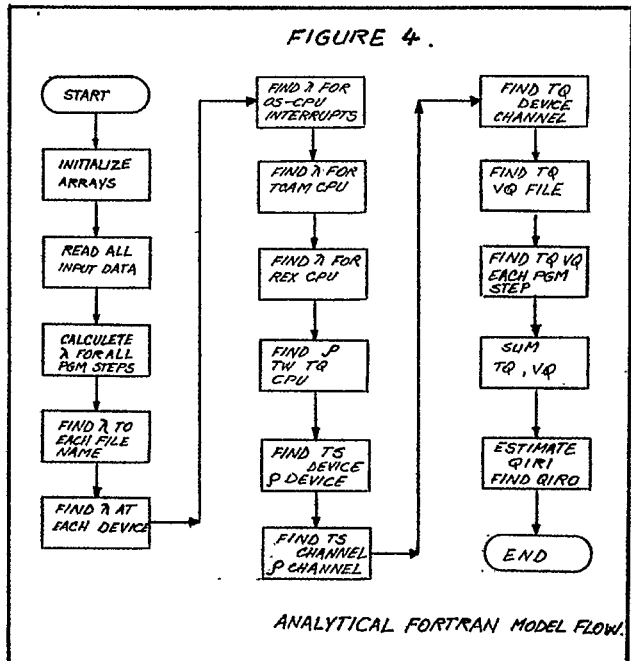 FIGURE 4.
START
INITIALIZE
ARRAYS
READ ALL
INPUT DATA
CALCULATE
λ FOR ALL
PGM STEPS
FIND λ TO
EACH FILE
NAME
FIND λ AT
EACH DEVICE
FIND λ FOR
OS-CPU
INTERRUPTS
FIND λ FOR
TCAM CPU
FIND λ FOR
REX CPU
FIND ρ
TW TQ
CPU
FIND TS
DEVICE
ρ DEVICE
FIND TS
CHANNEL
ρ CHANNEL
FIND TQ
DEVICE
CHANNEL
FIND TQ
VQ FILE
FIND TQ VQ
EACH PGM
STEP
SUM
TQ, VQ
ESTIMATE
QIRI
FIND QIRO
END
ANALYTICAL FORTRAN MODEL FLOW.